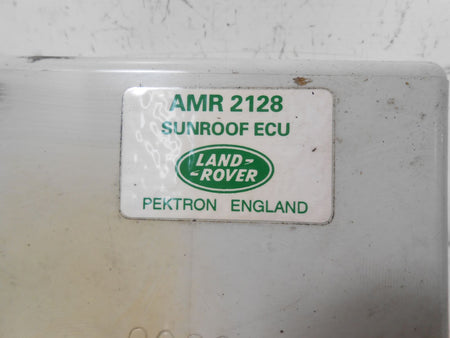 AMR 2128
SUNROOF ECU
LAND-
-ROVER
PEKTRON ENGLAND